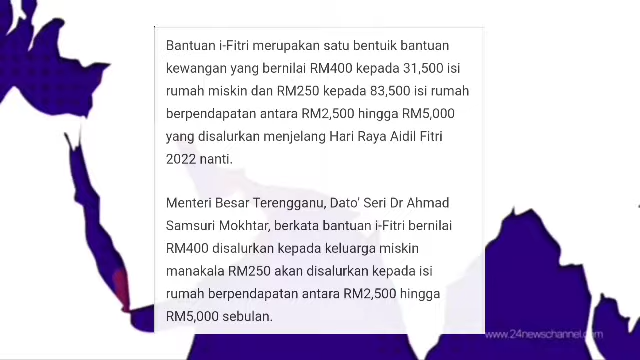 Bantuan i-Fitri merupakan satu bentuik bantuan
kewangan yang bernilai RM400 kepada 31,500 isi
rumah miskin dan RM250 kepada 83,500 isi rumah
berpendapatan antara RM2,500 hingga RM5,000
yang disalurkan menjelang Hari Raya Aidil Fitri
2022 nanti.
Menteri Besar Terengganu, Dato' Seri Dr Ahmad
Samsuri Mokhtar, berkata bantuan i-Fitri bernilai
RM400 disalurkan kepada keluarga miskin
manakala RM250 akan disalurkan kepada isi
rumah berpendapatan antara RM2,500 hingga
RM5,000 sebulan.
www.24newschannel.com